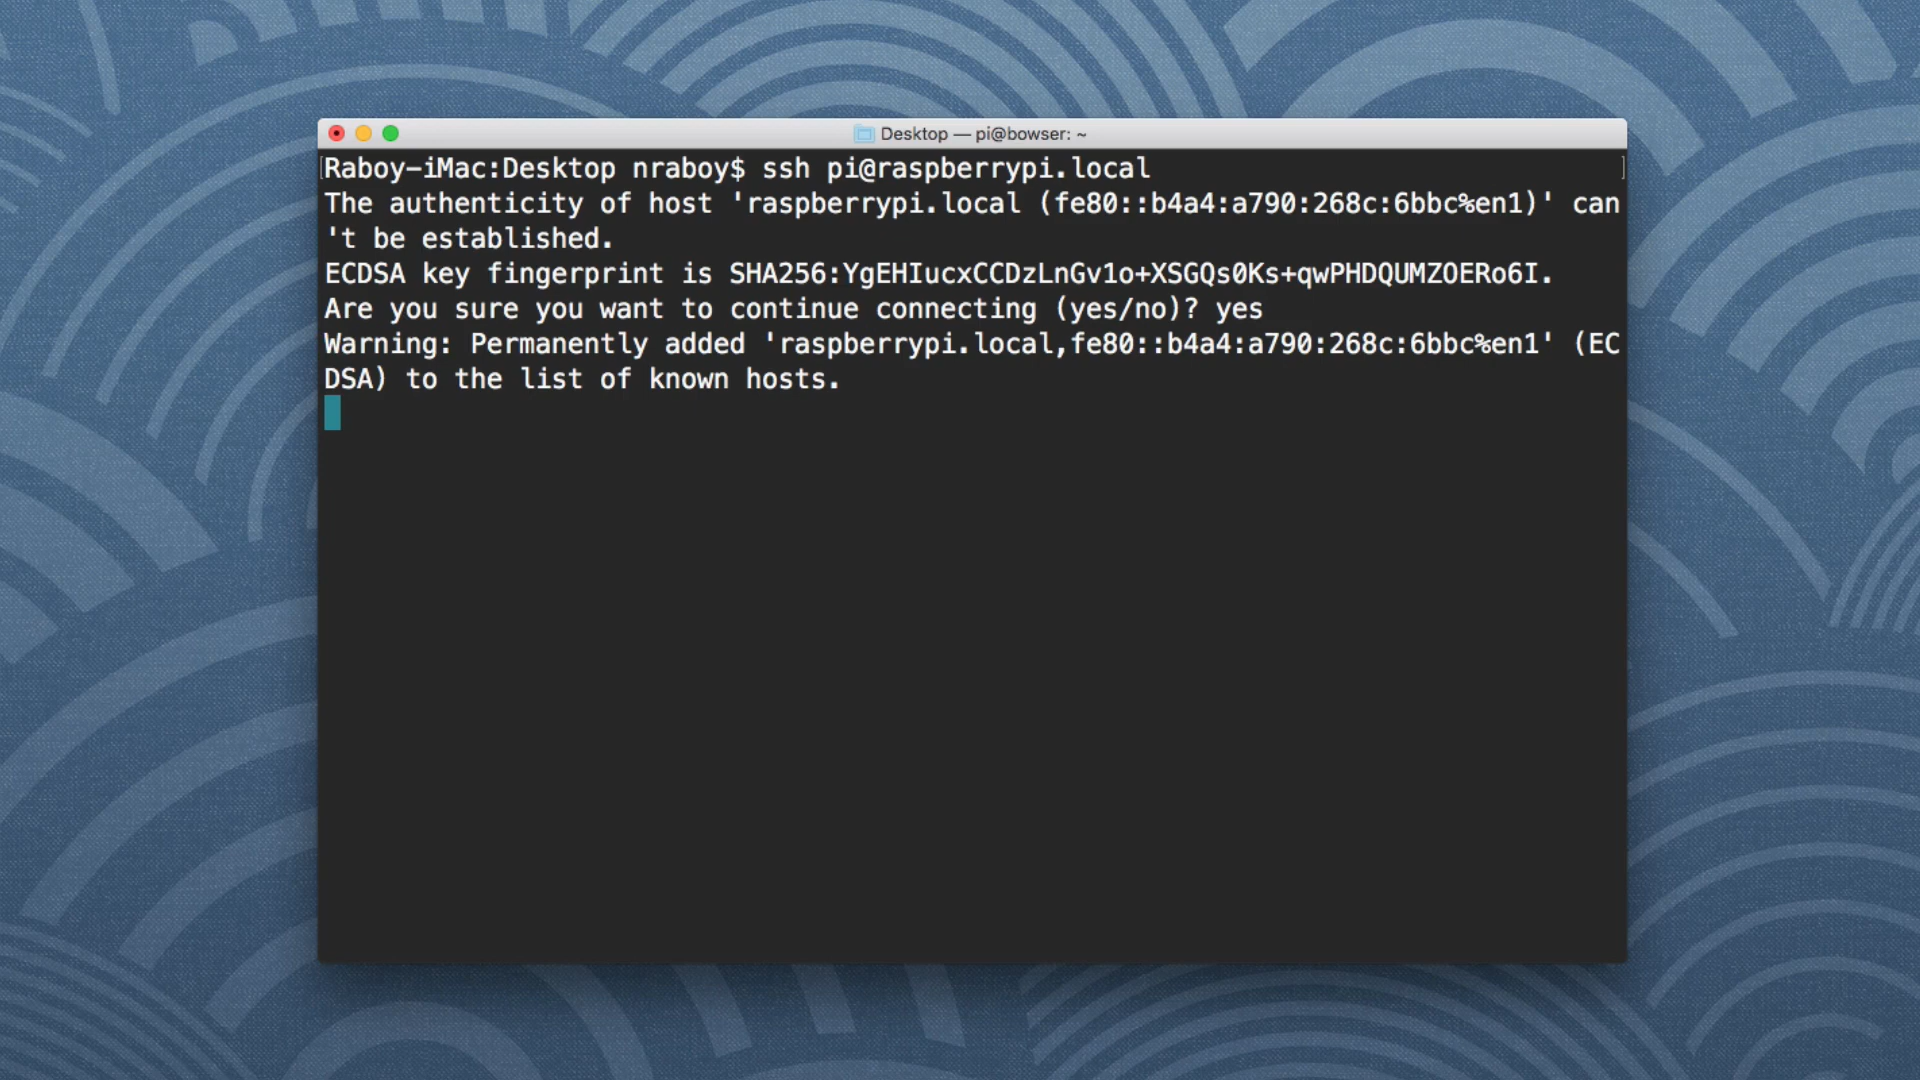 Desktop — pi@bowser: ~
[Raboy-iMac:Desktop nraboy$ ssh pi@raspberrypi.local ]
The authenticity of host 'raspberrypi.local (fe80::b4a4:a790:268c:6bbc%en1)' can
't be established.
ECDSA key fingerprint is SHA256:YgEHIucxCCDzLnGv1o+XSGQs0Ks+qwPHDQUMZOERo6I.
Are you sure you want to continue connecting (yes/no)? yes
Warning: Permanently added 'raspberrypi.local,fe80::b4a4:a790:268c:6bbc%en1' (EC
DSA) to the list of known hosts.